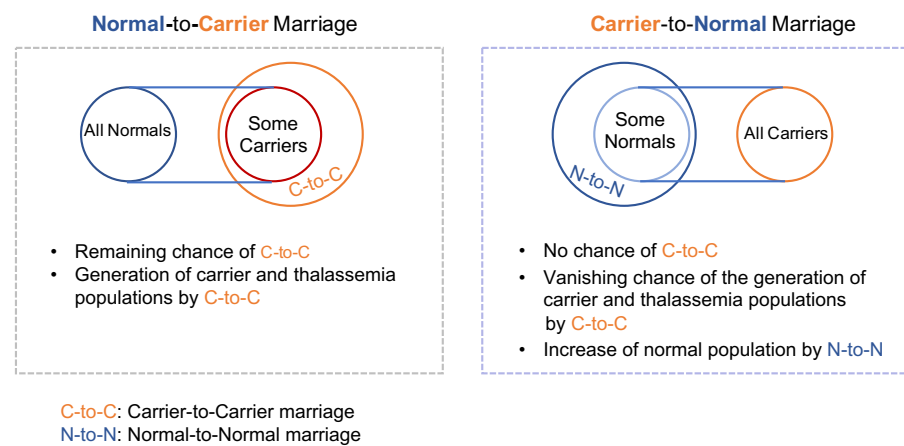 Normal-to-Carrier Marriage
All Normals
Some
Carriers
C-to-C
• Remaining chance of C-to-C
• Generation of carrier and thalassemia
populations by C-to-C
Carrier-to-Normal Marriage
Some
Normals
All Carriers
N-to-N
• No chance of C-to-C
• Vanishing chance of the generation of
carrier and thalassemia populations
by C-to-C
• Increase of normal population by N-to-N
C-to-C: Carrier-to-Carrier marriage
N-to-N: Normal-to-Normal marriage